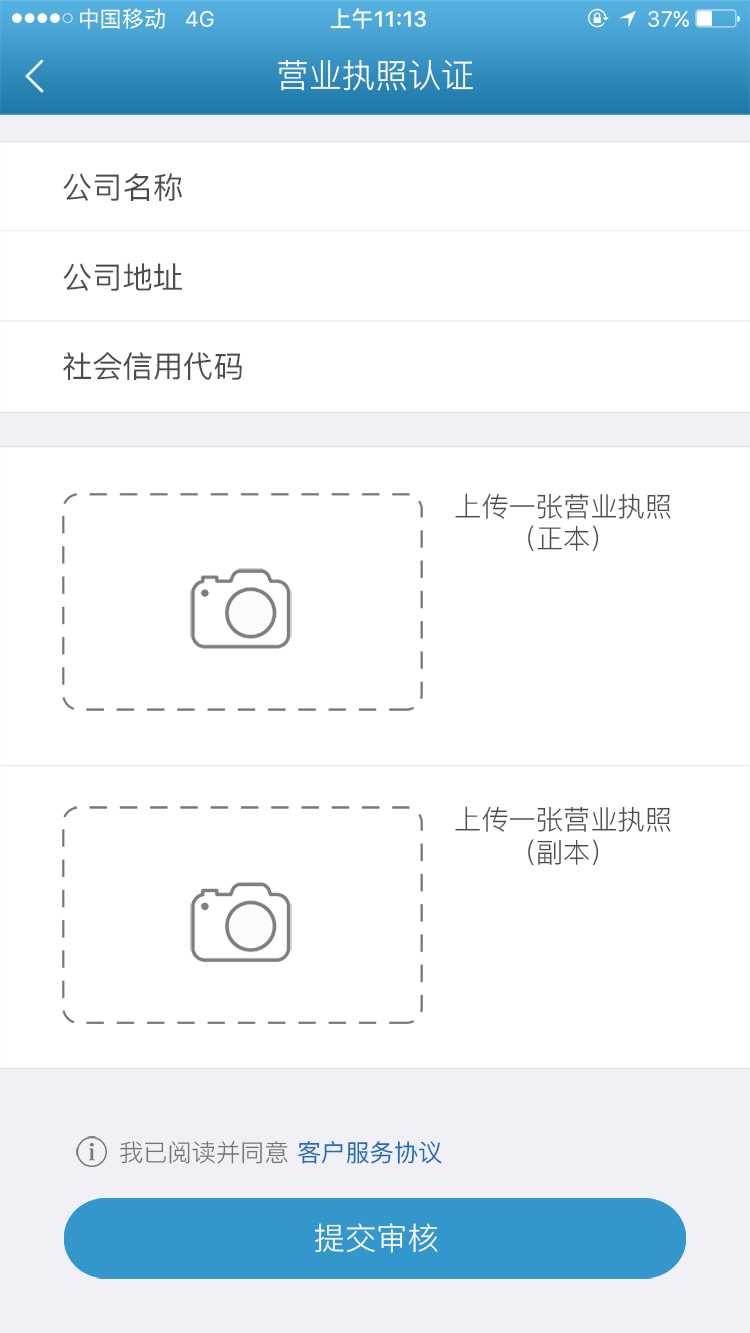 中国移动 4G 上午11:13 37%
营业执照认证
公司名称
公司地址
社会信用代码
上传一张营业执照
（正本）
上传一张营业执照
（副本）
我已阅读并同意 客户服务协议
提交审核